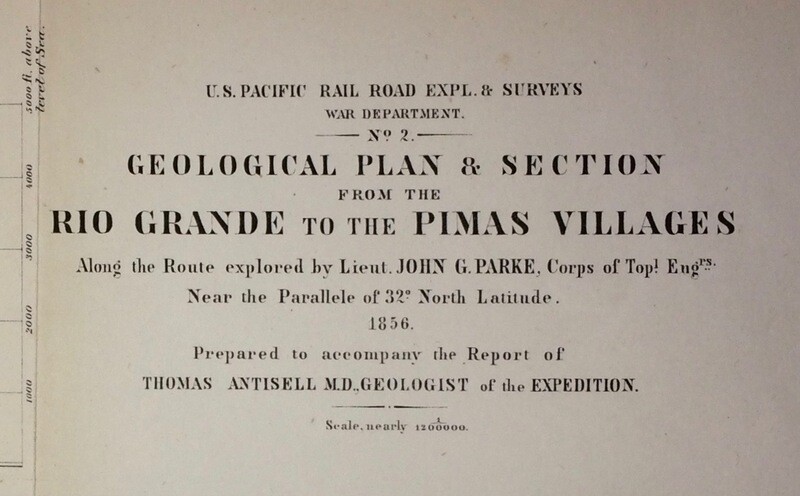 5000 ft. above
level of Sea.
4000
3000
2000
1000
U.S. PACIFIC RAIL ROAD EXPL. & SURVEYS
WAR DEPARTMENT.
Nº 2.
GEOLOGICAL PLAN & SECTION
FROM THE
RIO GRANDE TO THE PIMAS VILLAGES
Along the Route explored by Lieut. JOHN G. PARKE, Corps of Topl. Engrs.
Near the Parallele of 32º North Latitude.
1856.
Prepared to accompany the Report of
THOMAS ANTISELL M.D., GEOLOGIST of the EXPEDITION.
Scale, nearly 1/1200000.